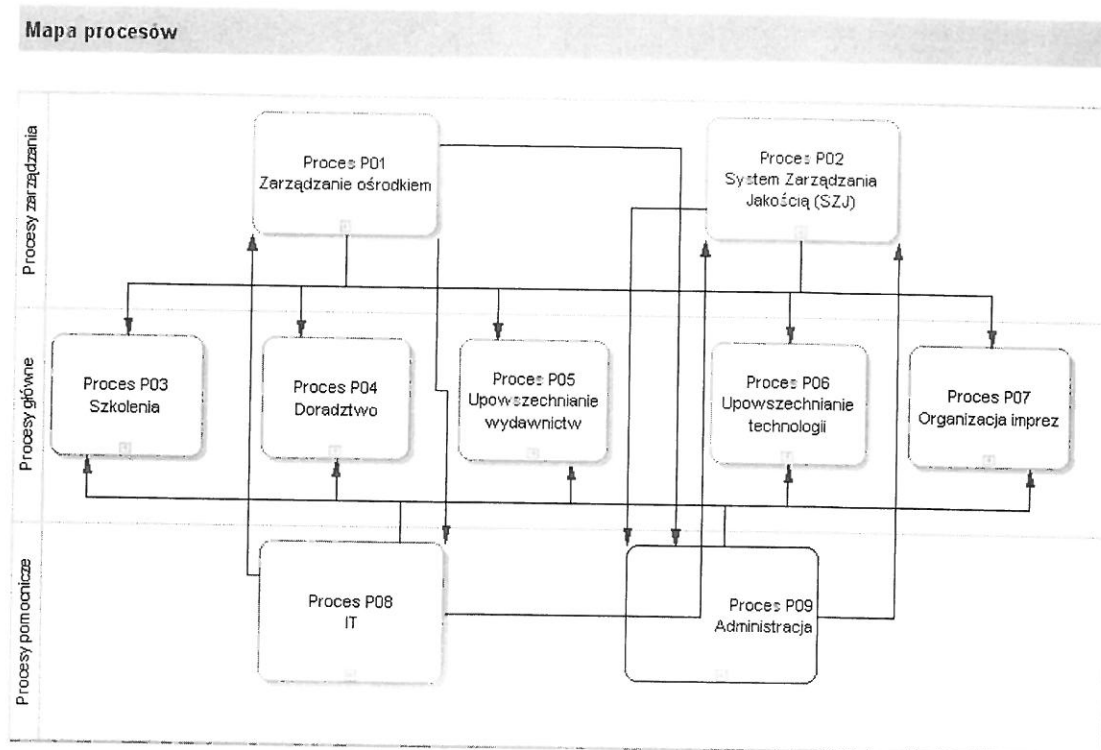 Mapa procesów
Procesy zarządzania
Proces P01
Zarządzanie ośrodkiem
Proces P02
System Zarządzania
Jakością (SZJ)
Procesy główne
Proces P03
Szkolenia
Proces P04
Doradztwo
Proces P05
Upowszechnianie
wydawnictw
Proces P06
Upowszechnianie
technologii
Proces P07
Organizacja imprez
Procesy pomocnicze
Proces P08
IT
Proces P09
Administracja